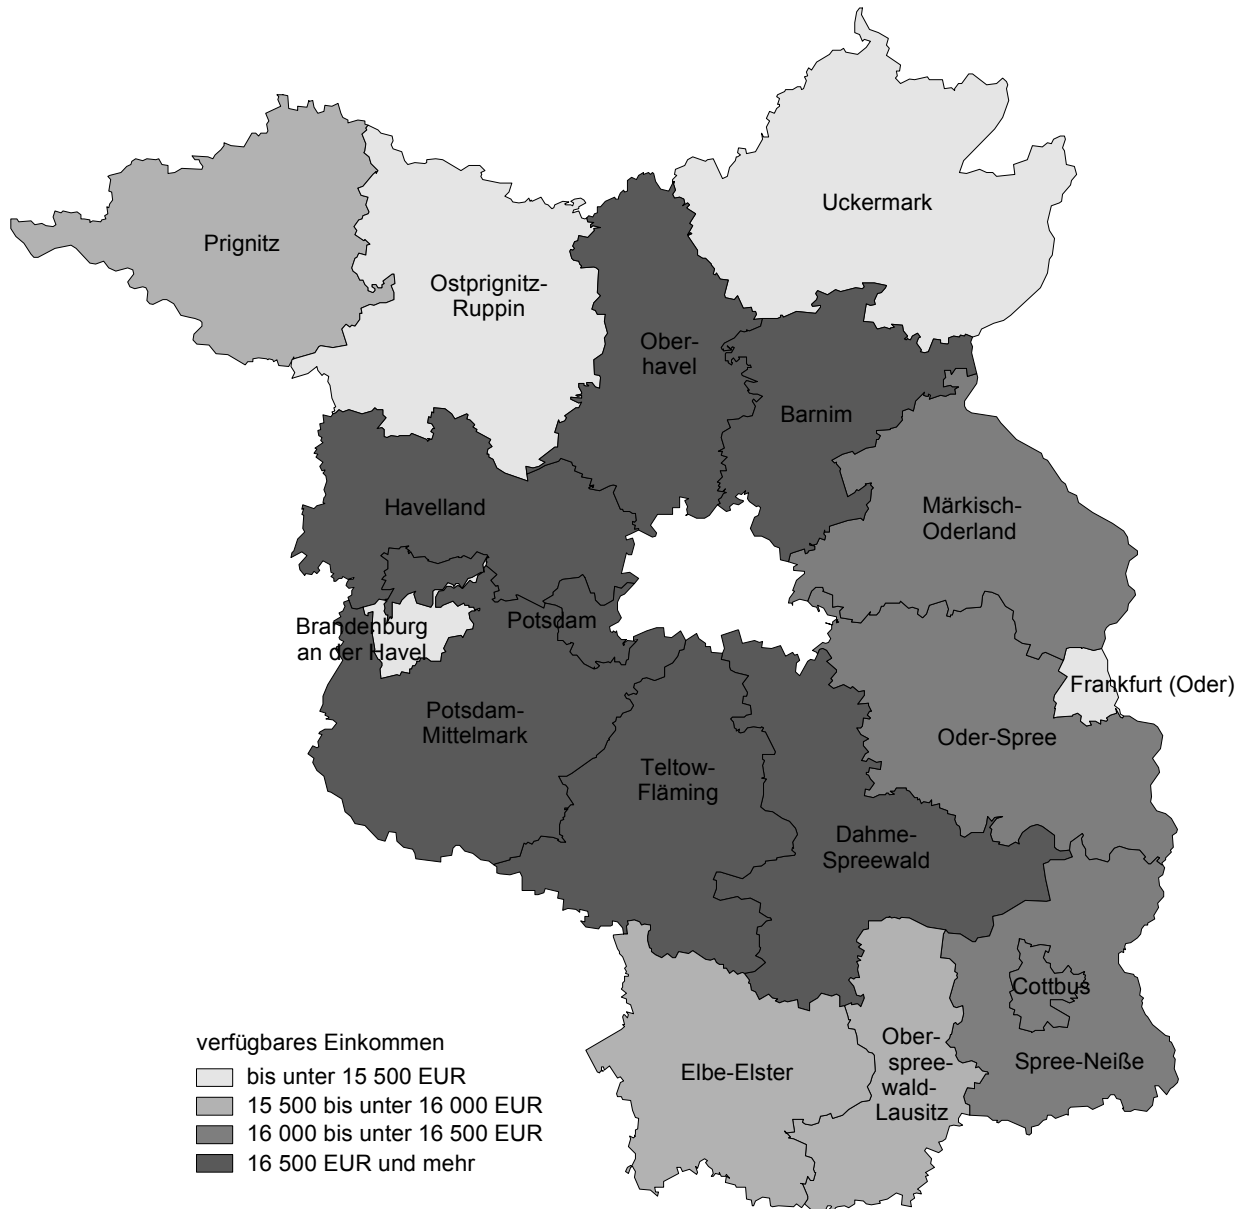 Uckermark
Prignitz
Ostprignitz-
Ruppin
Ober-
havel
Barnim
Havelland
Märkisch-
Oderland
Brandenburg
an der Havel
Potsdam
Frankfurt (Oder)
Potsdam-
Mittelmark
Oder-Spree
Teltow-
Fläming
Dahme-
Spreewald
Cottbus
Spree-Neiße
Elbe-Elster
Ober-
spree-
wald-
Lausitz
verfügbares Einkommen
bis unter 15 500 EUR
15 500 bis unter 16 000 EUR
16 000 bis unter 16 500 EUR
16 500 EUR und mehr